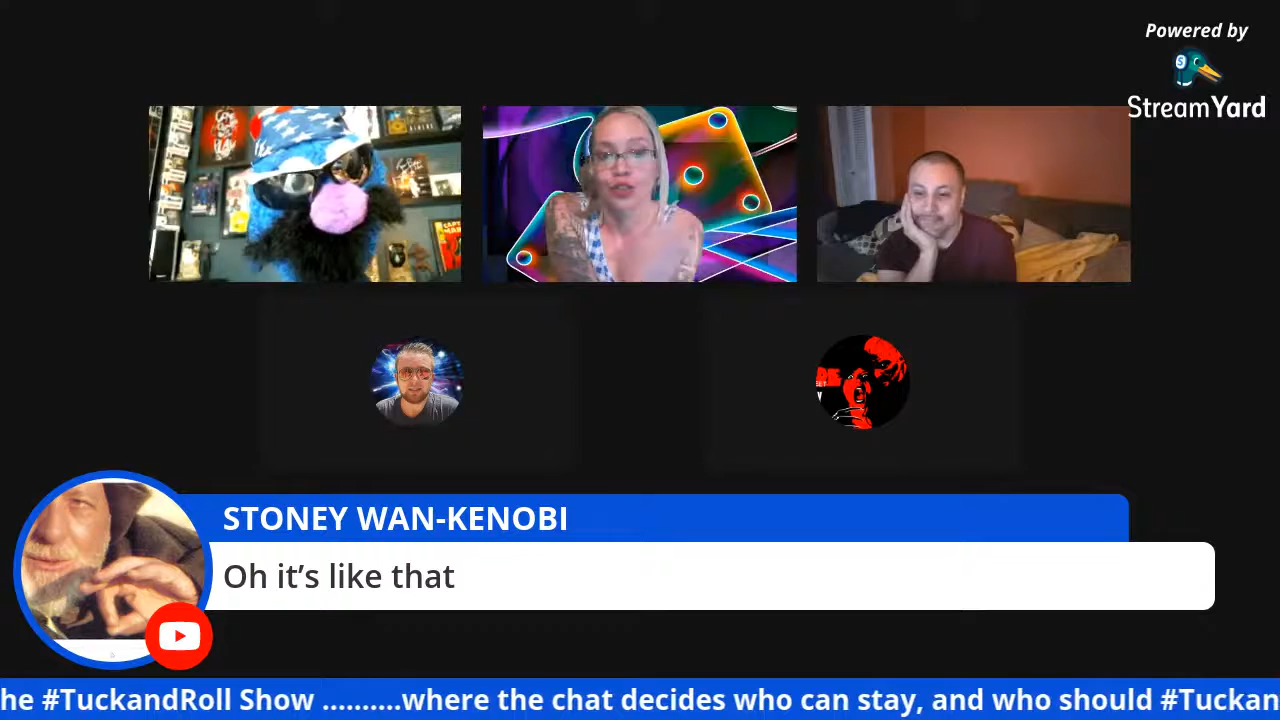 Powered by
StreamYard
STONEY WAN-KENOBI
Oh it’s like that
he #TuckandRoll Show ..........where the chat decides who can stay, and who should #Tuckan